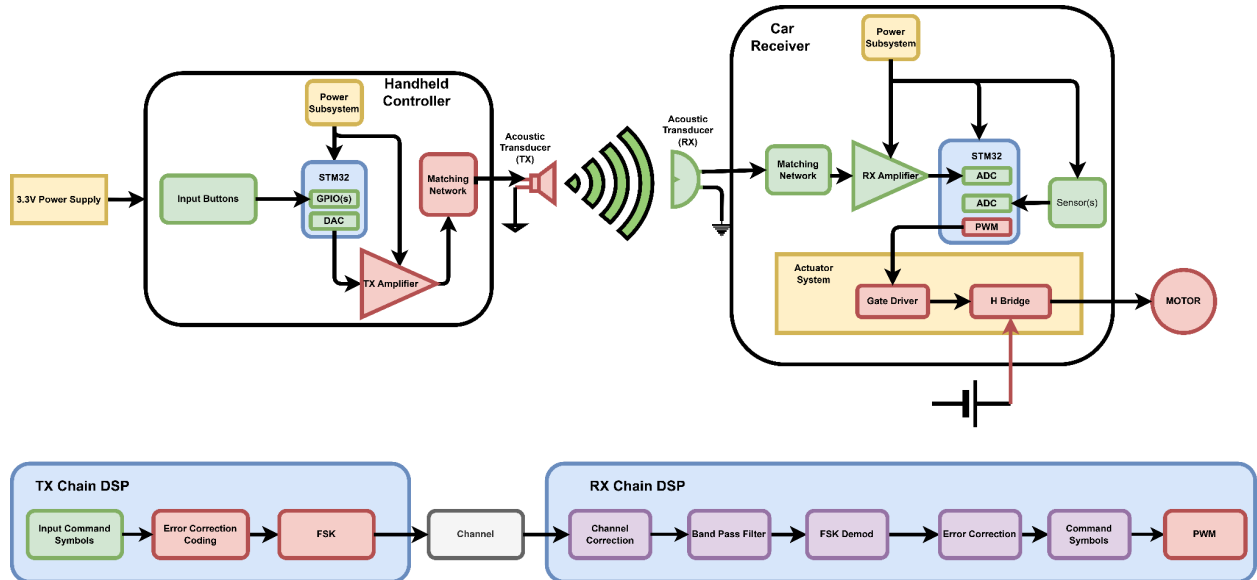 Handheld
Controller
3.3V Power Supply
Input Buttons
Power
Subsystem
STM32
GPIO(s)
DAC
TX Amplifier
Matching
Network
Acoustic
Transducer
(TX)
Acoustic
Transducer
(RX)
Car
Receiver
Power
Subsystem
Matching
Network
RX Amplifier
STM32
ADC
ADC
PWM
Sensor(s)
Actuator
System
Gate Driver
H Bridge
MOTOR
TX Chain DSP
Input Command
Symbols
Error Correction
Coding
FSK
Channel
RX Chain DSP
Channel
Correction
Band Pass Filter
FSK Demod
Error Correction
Command
Symbols
PWM